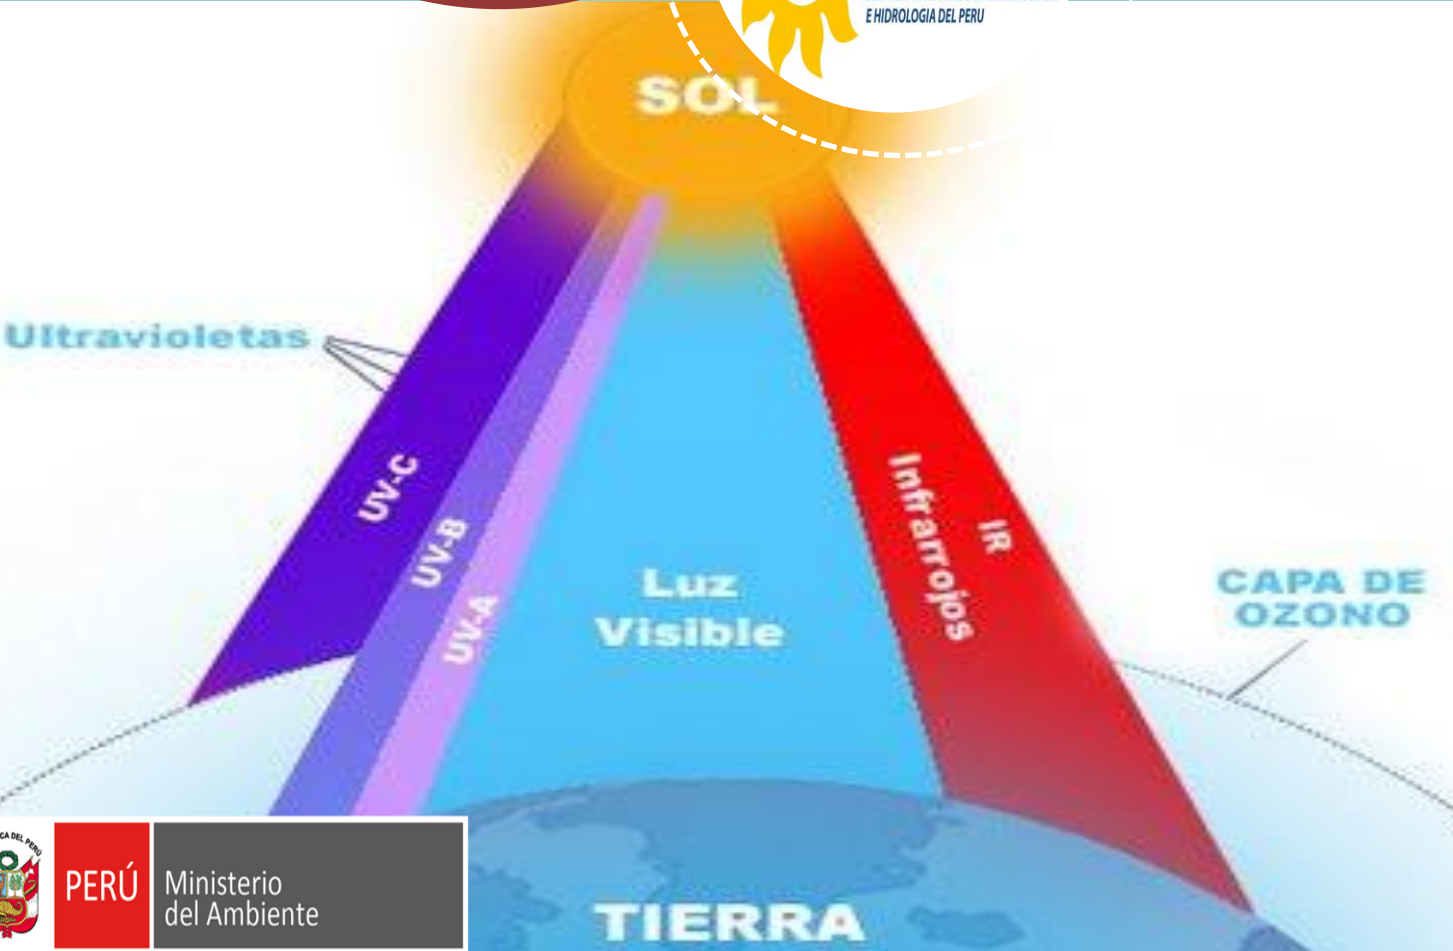 E HIDROLOGIA DEL PERU
SOL
Ultravioletas
UV-C
UV-B
UV-A
Luz
Visible
IR
Infrarrojos
CAPA DE
OZONO
PERÚ
Ministerio
del Ambiente
TIERRA